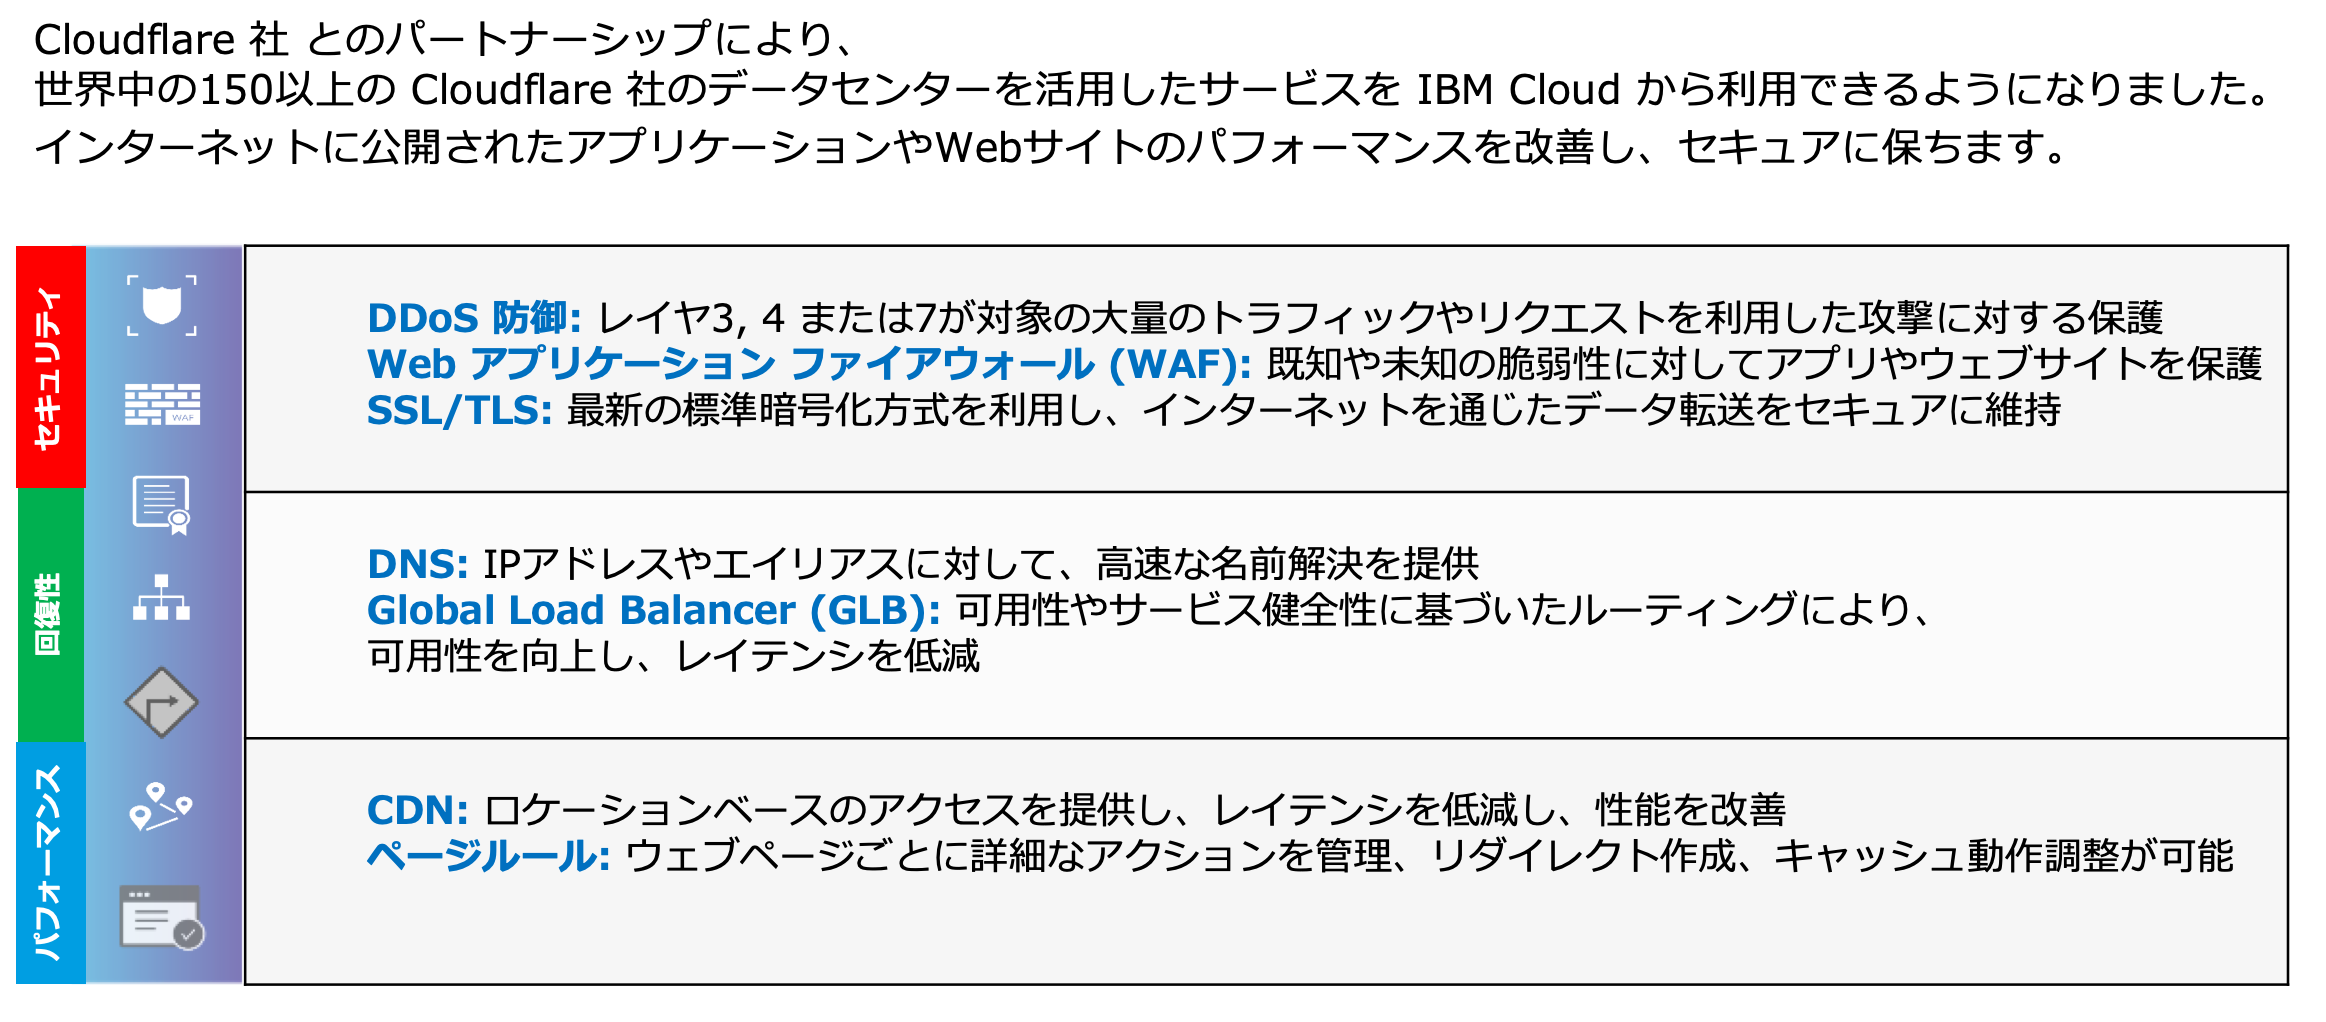 Cloudflare 社 とのパートナーシップにより、
世界中の150以上の Cloudflare 社のデータセンターを活用したサービスを IBM Cloud から利用できるようになりました。
インターネットに公開されたアプリケーションやWebサイトのパフォーマンスを改善し、セキュアに保ちます。
セキュリティ
WAF
DDoS 防御: レイヤ3, 4 または7が対象の大量のトラフィックやリクエストを利用した攻撃に対する保護
Web アプリケーション ファイアウォール (WAF): 既知や未知の脆弱性に対してアプリやウェブサイトを保護
SSL/TLS: 最新の標準暗号化方式を利用し、インターネットを通じたデータ転送をセキュアに維持
回復性
DNS: IPアドレスやエイリアスに対して、高速な名前解決を提供
Global Load Balancer (GLB): 可用性やサービス健全性に基づいたルーティングにより、
可用性を向上し、レイテンシを低減
パフォーマンス
CDN: ロケーションベースのアクセスを提供し、レイテンシを低減し、性能を改善
ページルール: ウェブページごとに詳細なアクションを管理、リダイレクト作成、キャッシュ動作調整が可能